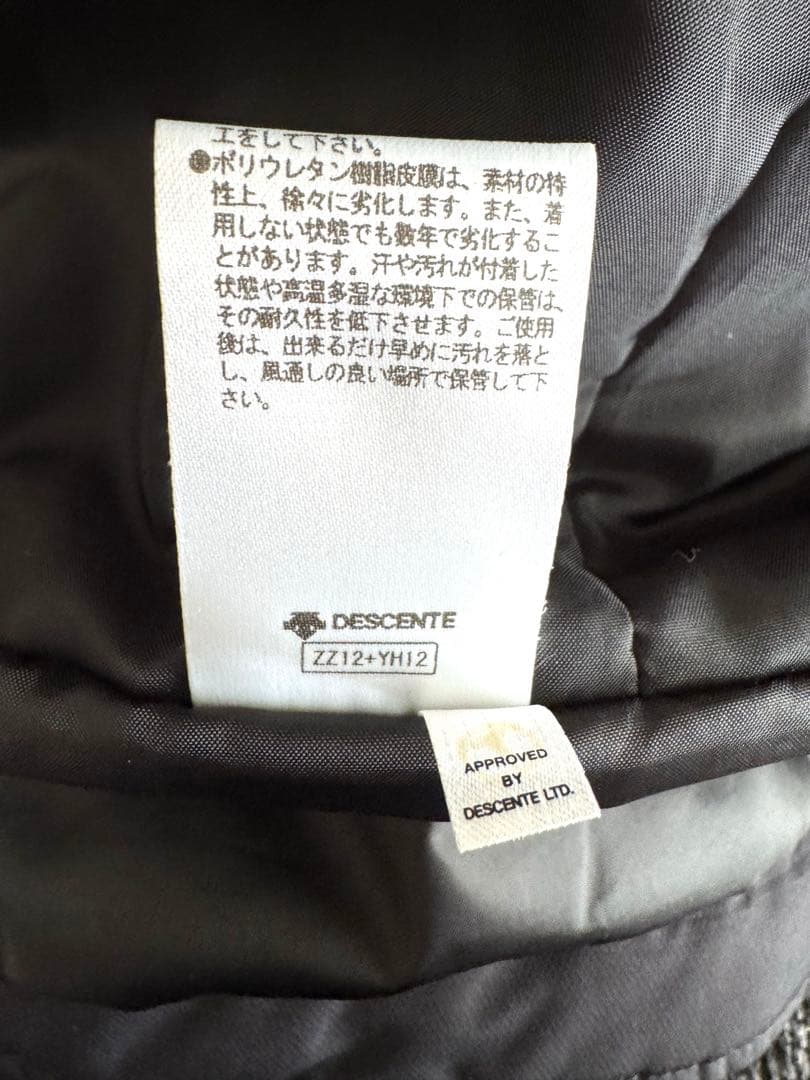 工をして下さい。
●ポリウレタン樹脂皮膜は、素材の特
性上、徐々に劣化します。また、着
用しない状態でも数年で劣化するこ
とがあります。汗や汚れが付着した
状態や高温多湿な環境下での保管は、
その耐久性を低下させます。ご使用
後は、出来るだけ早めに汚れを落と
し、風通しの良い場所で保管して下
さい。
DESCENTE
ZZ12+YH12
APPROVED
BY
DESCENTE LTD.